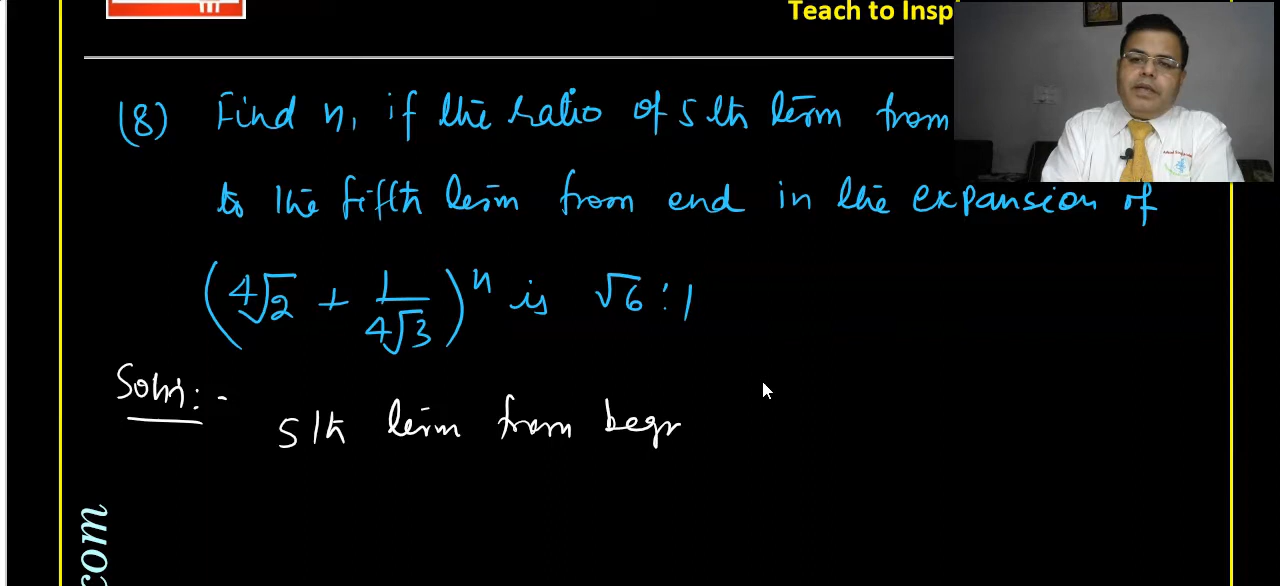 Teach to Insp
(8) Find n, if the ratio of 5th term from
to the fifth term from end in the expansion of
(4√2 + 1/4√3)^n is √6 : 1
Soln:-
5th term from begn
com